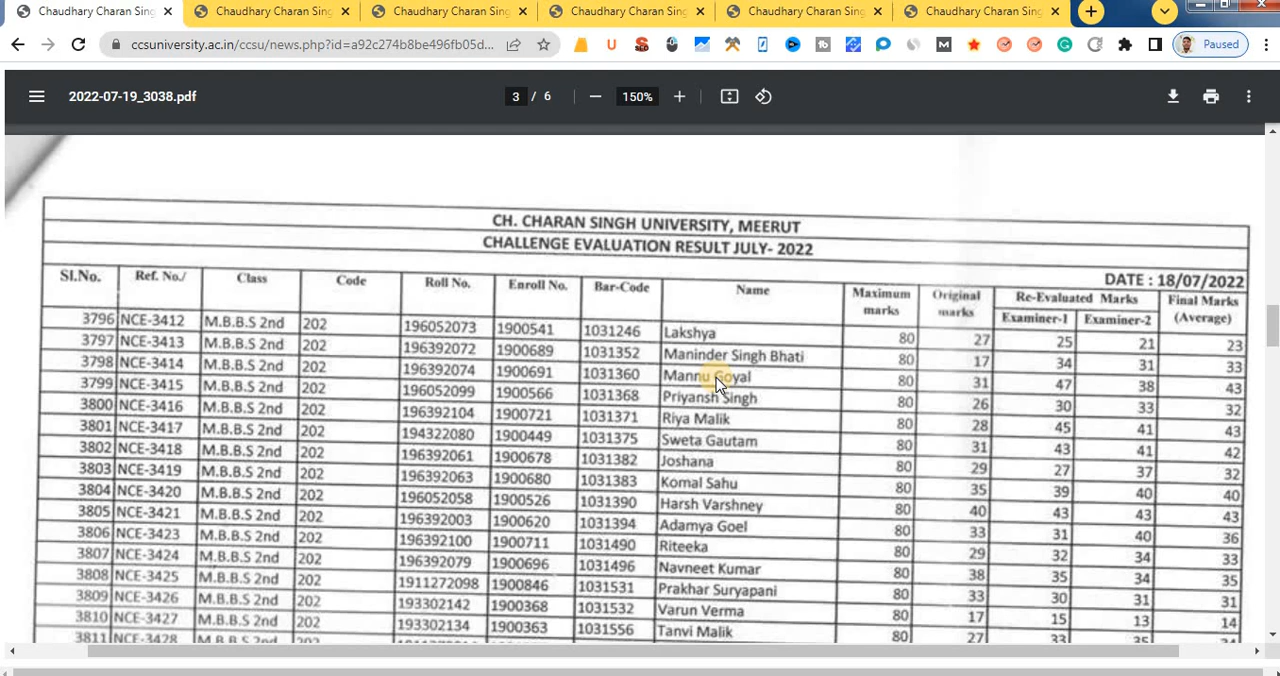 Chaudhary Charan Sing Chaudhary Charan Sing Chaudhary Charan Sing Chaudhary Charan Sing Chaudhary Charan Sing Chaudhary Charan Sing
ccsuniversity.ac.in/ccsu/news.php?id=a92c274b8be496fb05d... Paused
2022-07-19_3038.pdf 3 / 6 150%
CH. CHARAN SINGH UNIVERSITY, MEERUT
CHALLENGE EVALUATION RESULT JULY- 2022
DATE : 18/07/2022
Sl.No. Ref. No./ Class Code Roll No. Enroll No. Bar-Code Name Maximum marks Original marks Re-Evaluated Marks Final Marks (Average)
Examiner-1 Examiner-2
3796 NCE-3412 M.B.B.S 2nd 202 196052073 1900541 1031246 Lakshya 80 27 25 21 23
3797 NCE-3413 M.B.B.S 2nd 202 196392072 1900689 1031352 Maninder Singh Bhati 80 17 34 31 33
3798 NCE-3414 M.B.B.S 2nd 202 196392074 1900691 1031360 Mannu Goyal 80 31 47 38 43
3799 NCE-3415 M.B.B.S 2nd 202 196052099 1900566 1031368 Priyansh Singh 80 26 30 33 32
3800 NCE-3416 M.B.B.S 2nd 202 196392104 1900721 1031371 Riya Malik 80 28 45 41 43
3801 NCE-3417 M.B.B.S 2nd 202 194322080 1900449 1031375 Sweta Gautam 80 31 43 41 42
3802 NCE-3418 M.B.B.S 2nd 202 196392061 1900678 1031382 Joshana 80 29 27 37 32
3803 NCE-3419 M.B.B.S 2nd 202 196392063 1900680 1031383 Komal Sahu 80 35 39 40 40
3804 NCE-3420 M.B.B.S 2nd 202 196052058 1900526 1031390 Harsh Varshney 80 40 43 43 43
3805 NCE-3421 M.B.B.S 2nd 202 196392003 1900620 1031394 Adamya Goel 80 33 31 40 36
3806 NCE-3423 M.B.B.S 2nd 202 196392100 1900711 1031490 Riteeka 80 29 32 34 33
3807 NCE-3424 M.B.B.S 2nd 202 196392079 1900696 1031496 Navneet Kumar 80 38 35 34 35
3808 NCE-3425 M.B.B.S 2nd 202 1911272098 1900846 1031531 Prakhar Suryapani 80 33 30 31 31
3809 NCE-3426 M.B.B.S 2nd 202 193302142 1900368 1031532 Varun Verma 80 17 15 13 14
3810 NCE-3427 M.B.B.S 2nd 202 193302134 1900363 1031556 Tanvi Malik 80 27 33 35
3811 NCE-3428 M.B.B.S 2nd 202